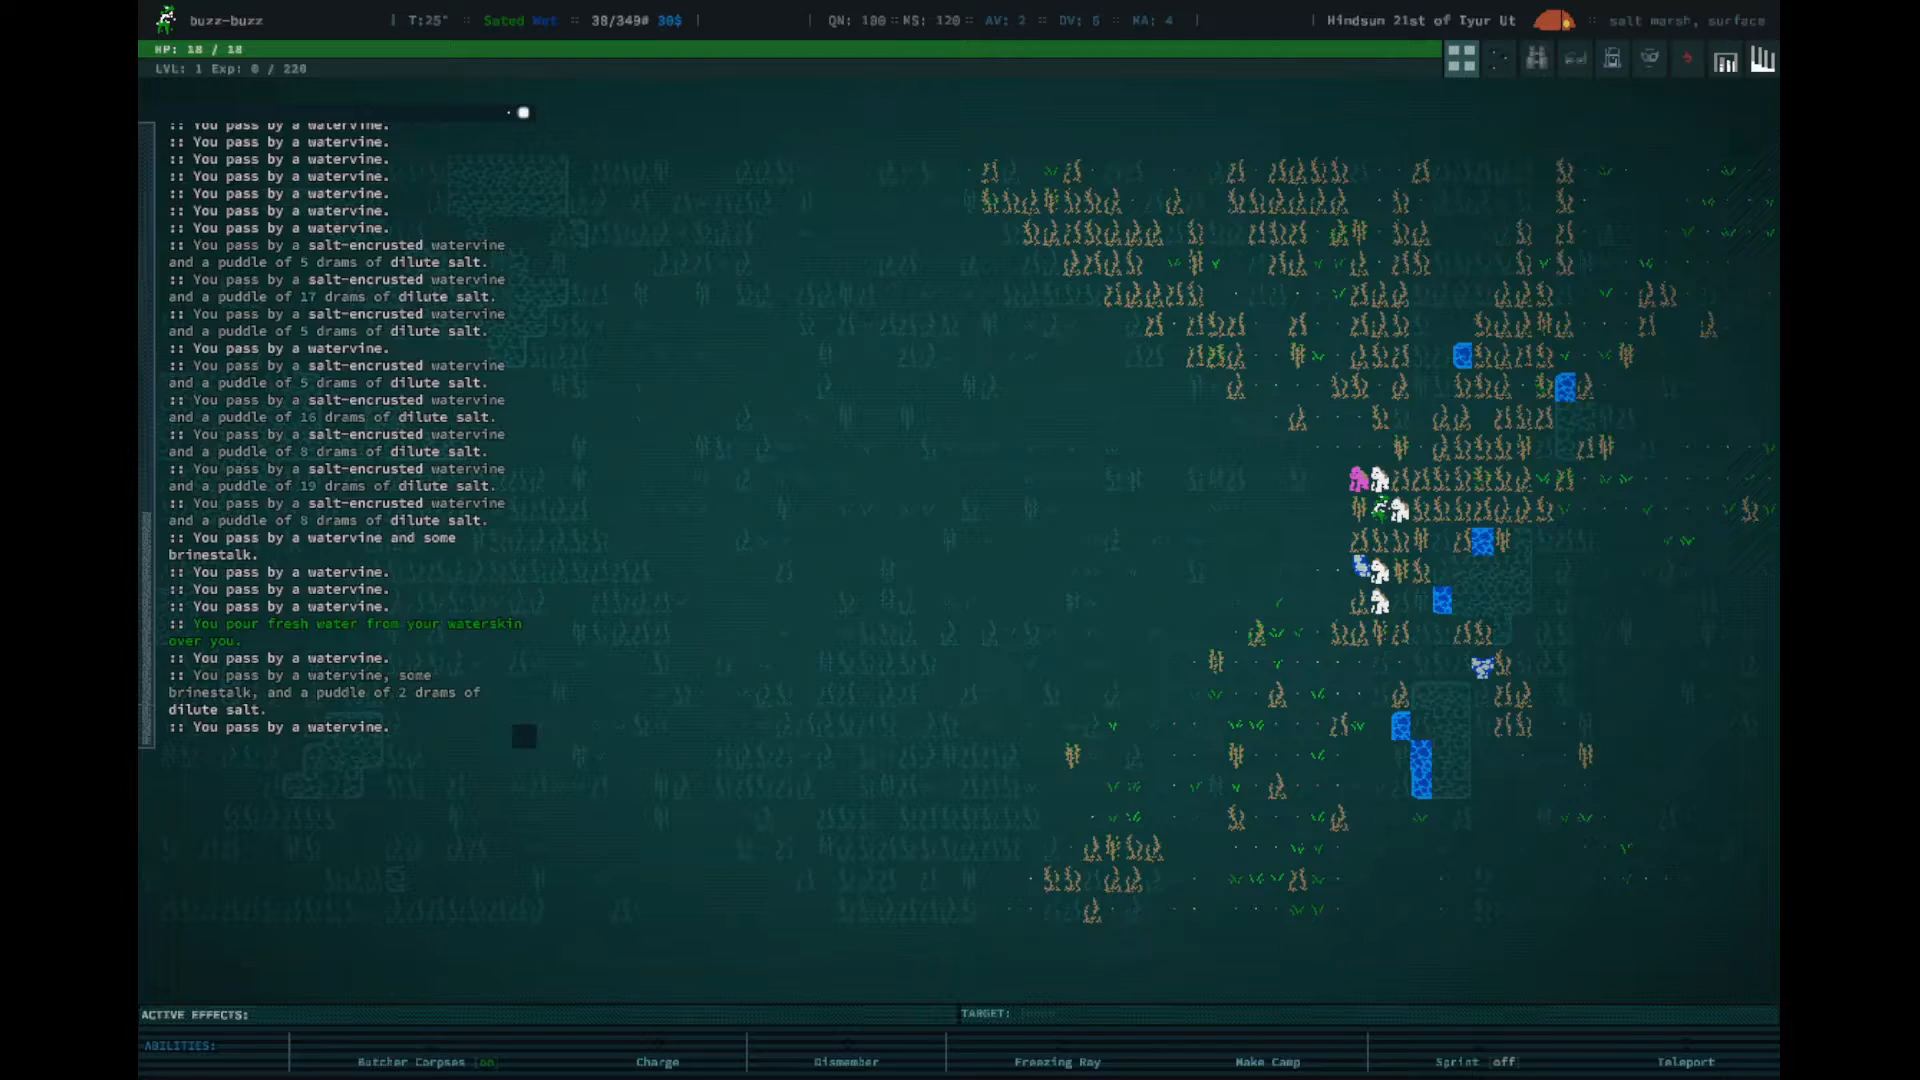 buzz-buzz | T:25° :: Sated Wet :: 38/349# 30$ | | QN: 100 :: MS: 120 :: AV: 2 :: DV: 5 :: MA: 4 | | Hindsun 21st of Iyur Ut :: salt marsh, surface
HP: 18 / 18
LVL: 1 Exp: 0 / 220
:: You pass by a watervine.
:: You pass by a watervine.
:: You pass by a watervine.
:: You pass by a watervine.
:: You pass by a watervine.
:: You pass by a watervine.
:: You pass by a watervine.
:: You pass by a salt-encrusted watervine
and a puddle of 5 drams of dilute salt.
:: You pass by a salt-encrusted watervine
and a puddle of 17 drams of dilute salt.
:: You pass by a salt-encrusted watervine
and a puddle of 5 drams of dilute salt.
:: You pass by a watervine.
:: You pass by a salt-encrusted watervine
and a puddle of 5 drams of dilute salt.
:: You pass by a salt-encrusted watervine
and a puddle of 16 drams of dilute salt.
:: You pass by a salt-encrusted watervine
and a puddle of 8 drams of dilute salt.
:: You pass by a salt-encrusted watervine
and a puddle of 19 drams of dilute salt.
:: You pass by a salt-encrusted watervine
and a puddle of 8 drams of dilute salt.
:: You pass by a watervine and some
brinestalk.
:: You pass by a watervine.
:: You pass by a watervine.
:: You pass by a watervine.
:: You pour fresh water from your waterskin
over you.
:: You pass by a watervine.
:: You pass by a watervine, some
brinestalk, and a puddle of 2 drams of
dilute salt.
:: You pass by a watervine.
ACTIVE EFFECTS: TARGET:
ABILITIES: Butcher Corpses [on] Charge Dismember Freezing Ray Make Camp Sprint [off] Teleport